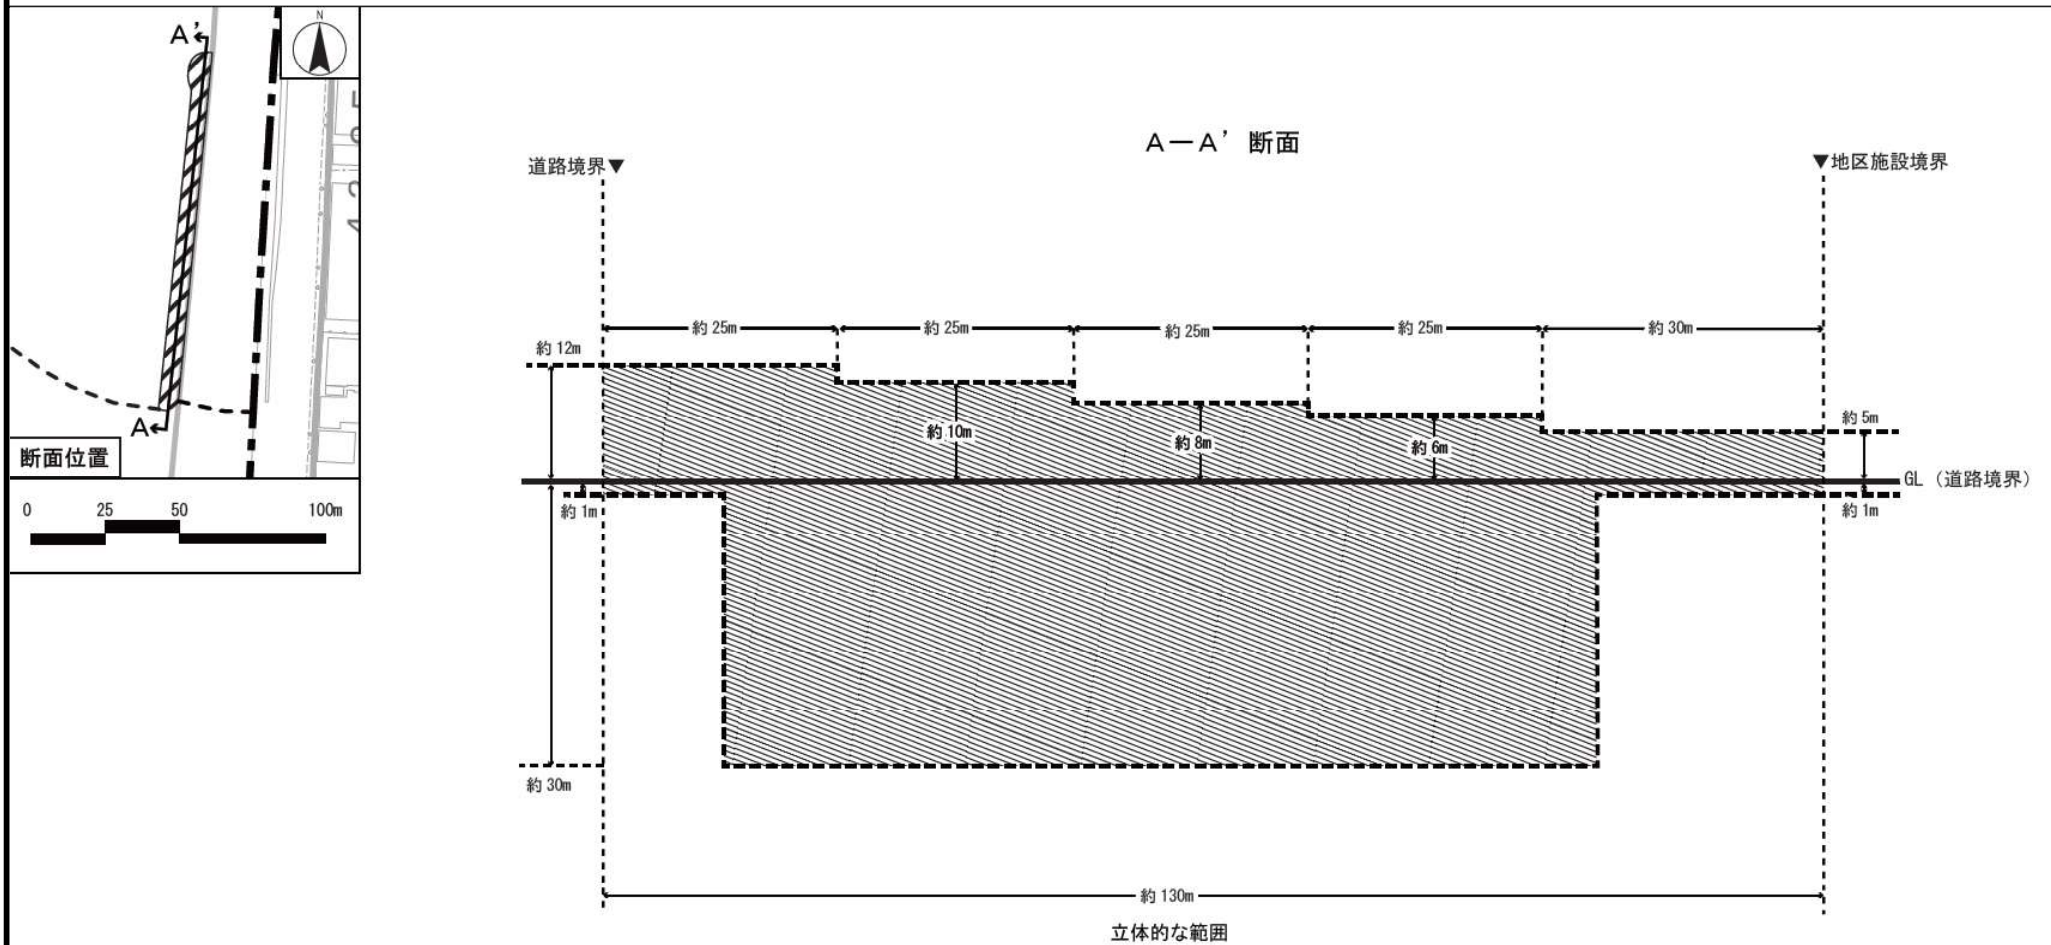 A'
N
A
断面位置
0 25 50 100m
A-A' 断面
道路境界▼
▼地区施設境界
約 25m
約 25m
約 25m
約 25m
約 30m
約 12m
約 10m
約 8m
約 6m
約 5m
GL(道路境界)
約 1m
約 1m
約 30m
約 130m
立体的な範囲